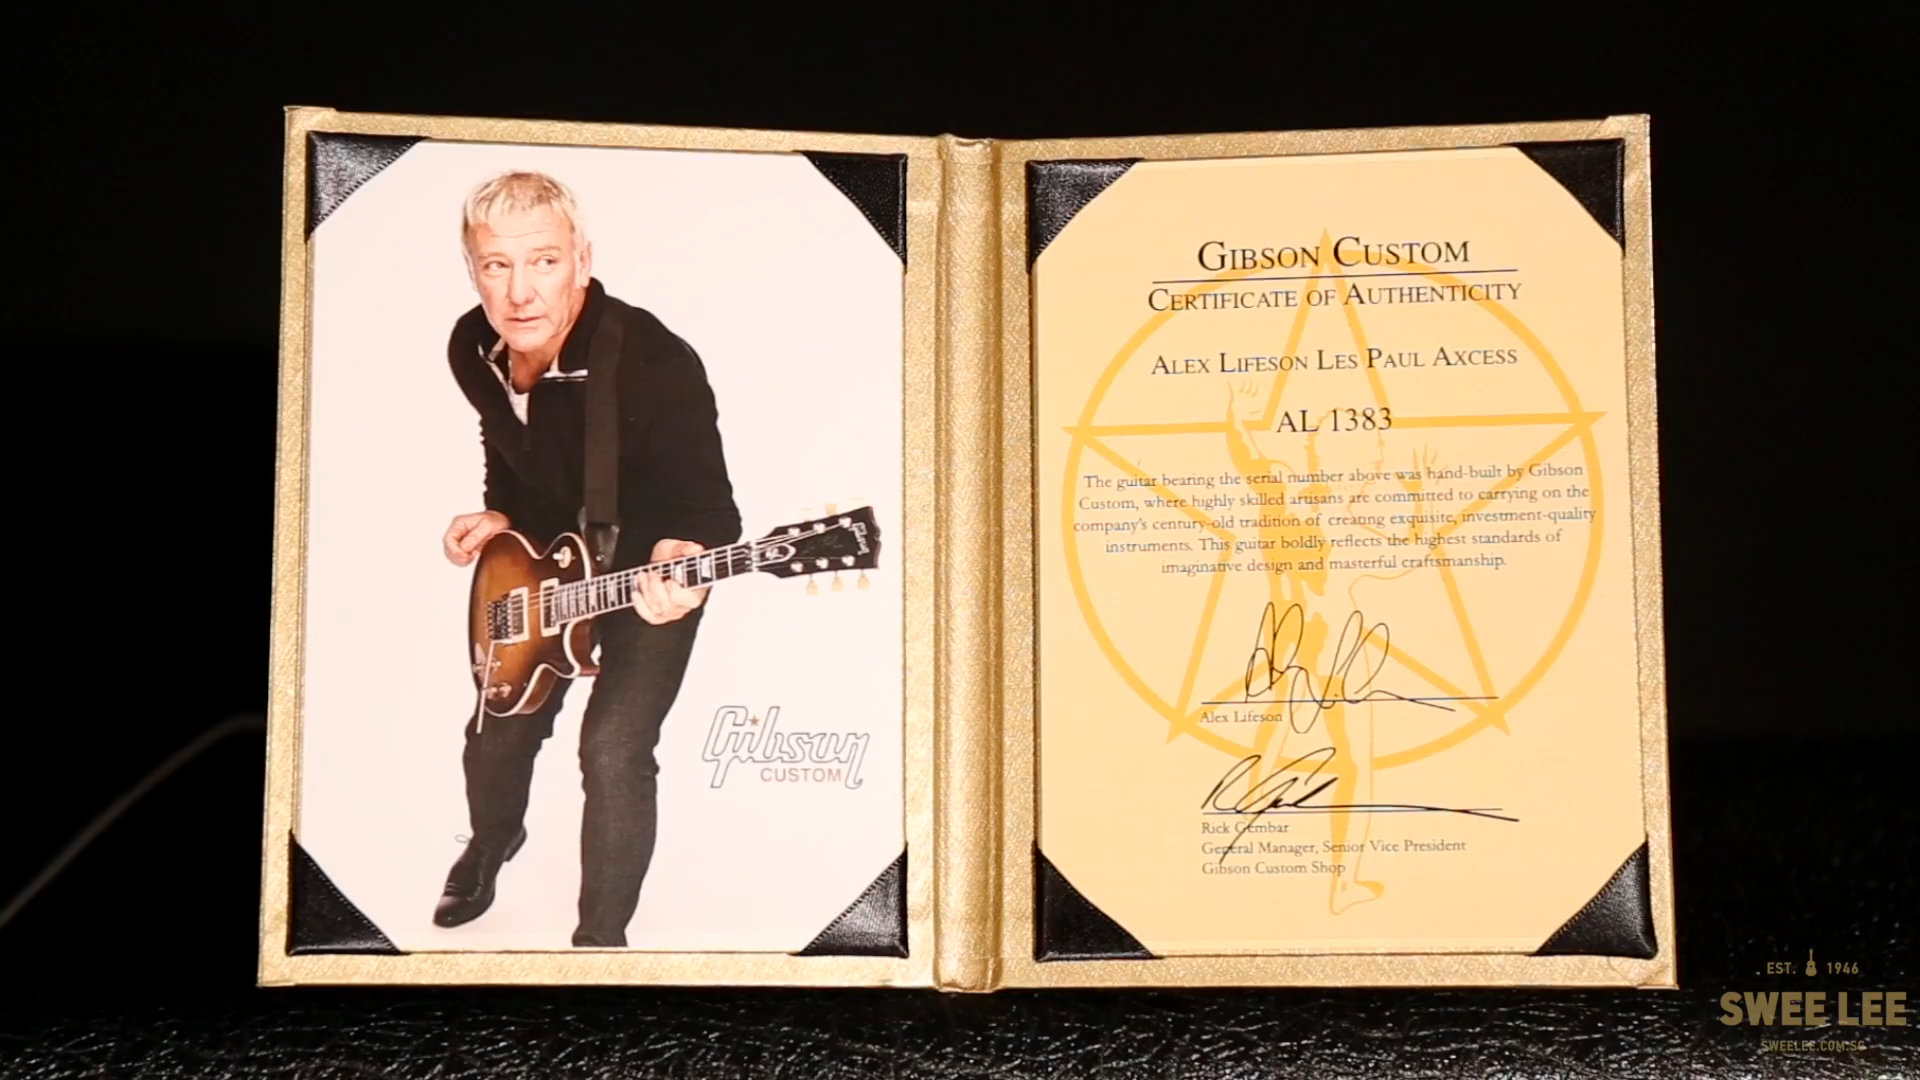 Gibson
CUSTOM
GIBSON CUSTOM
CERTIFICATE OF AUTHENTICITY
ALEX LIFESON LES PAUL AXCESS
AL 1383
The guitar bearing the serial number above was hand-built by Gibson
Custom, where highly skilled artisans are committed to carrying on the
company's century-old tradition of creating exquisite, investment-quality
instruments. This guitar boldly reflects the highest standards of
imaginative design and masterful craftsmanship.
Alex Lifeson
Rick Gembar
General Manager, Senior Vice President
Gibson Custom Shop
EST. 1946
SWEE LEE
SWEELEE.COM.SG